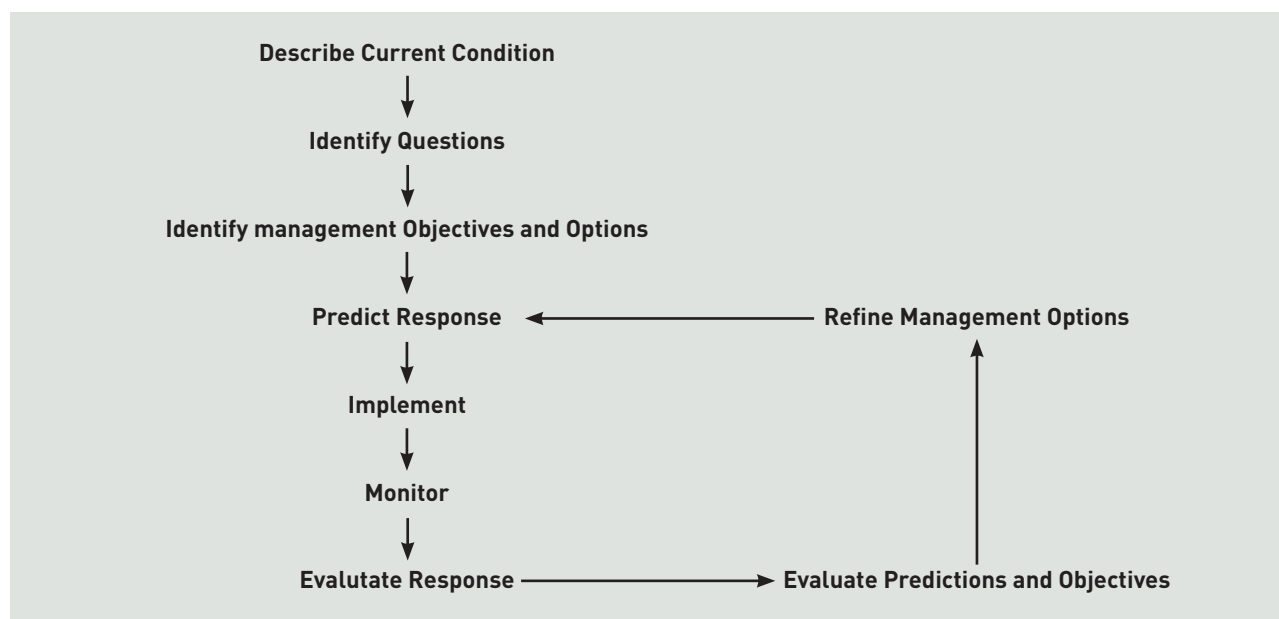 Describe Current Condition
Identify Questions
Identify management Objectives and Options
Predict Response
Refine Management Options
Implement
Monitor
Evalutate Response
Evaluate Predictions and Objectives